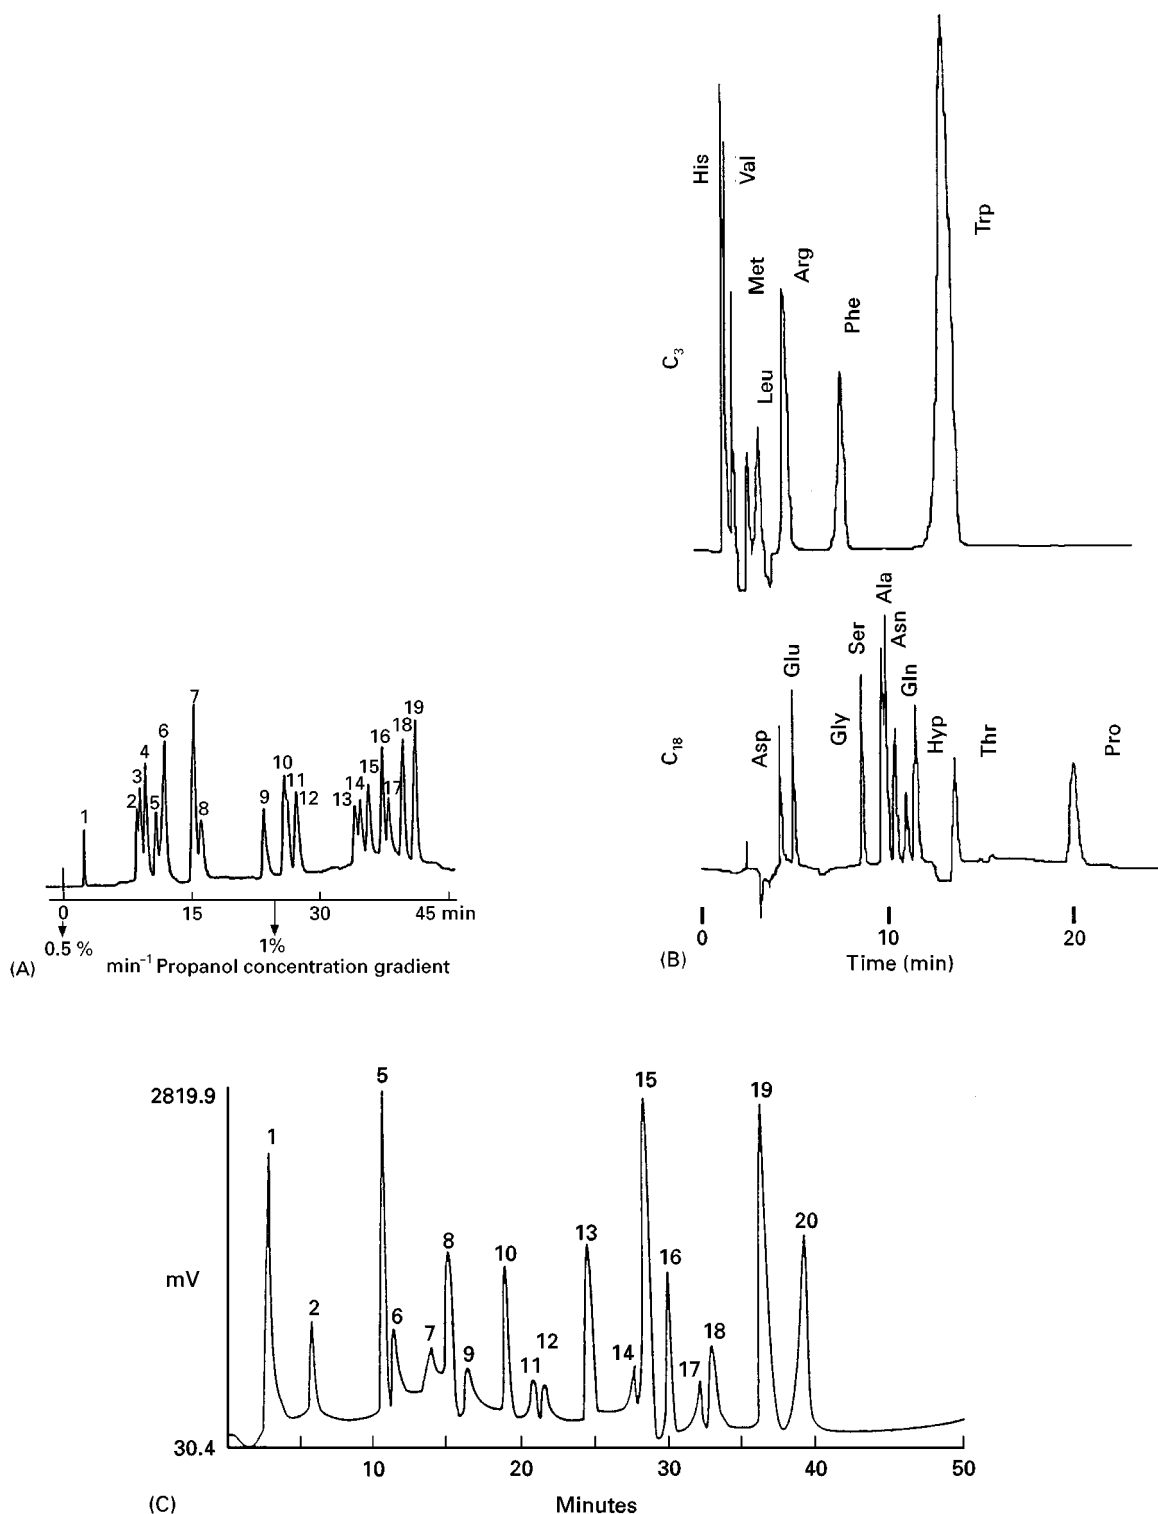 His
Val
Met
Arg
Trp
Phe
Leu
C₃
7
6
4
3
2
5
1
8
9
10
11
12
13
14
15
16
17
18
19
0
15
30
45 min
0.5 %
1%
min⁻¹ Propanol concentration gradient
(A)
Ala
Asn
Ser
Glu
Gln
Gly
Asp
Hyp
Thr
Pro
C₁₈
0
10
20
Time (min)
(B)
2819.9
mV
30.4
1
2
5
6
7
8
9
10
11
12
13
14
15
16
17
18
19
20
10
20
30
40
50
Minutes
(C)